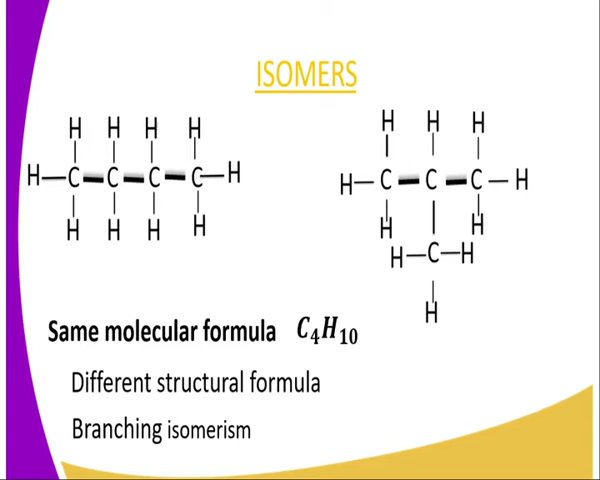 ISOMERS
H H H H
H—C—C—C—C—H
H H H H
H H H
H—C—C—C—H
H H
H—C—H
H
Same molecular formula C₄H₁₀
Different structural formula
Branching isomerism